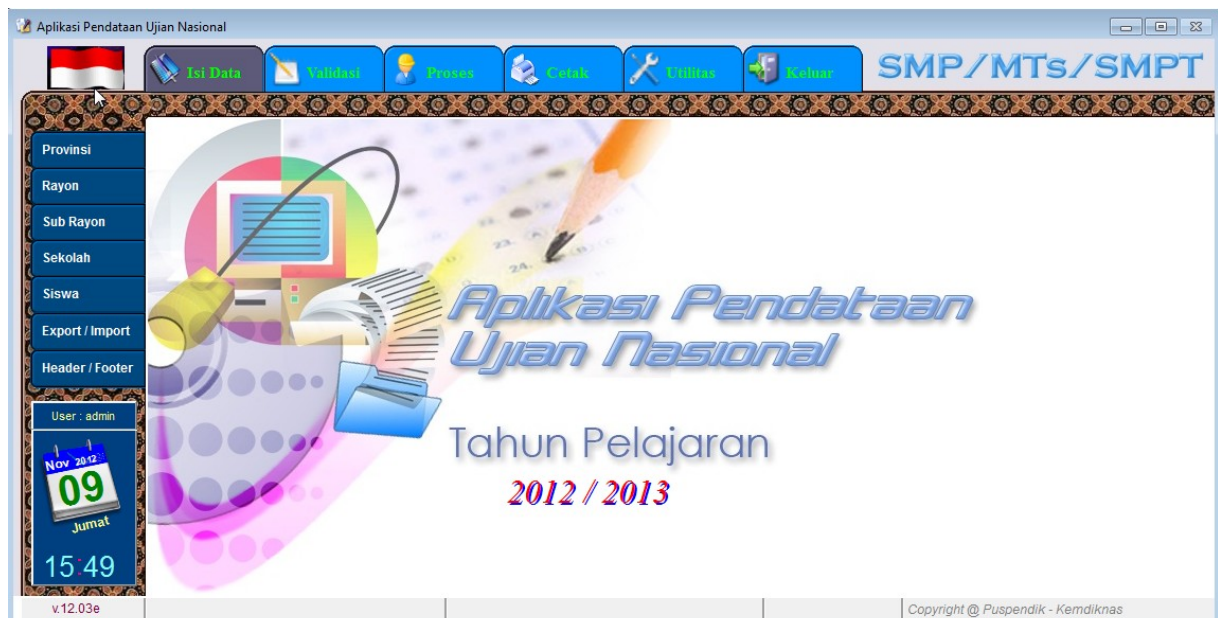 Aplikasi Pendataan Ujian Nasional
Isi Data
Validasi
Proses
Cetak
Utilitas
Keluar
SMP/MTs/SMPT
Provinsi
Rayon
Sub Rayon
Sekolah
Siswa
Export / Import
Header / Footer
23. A
24.
Aplikasi Pendataan
Ujian Nasional
Tahun Pelajaran
2012 / 2013
User : admin
Nov 2012
09
Jumat
15:49
v.12.03e
Copyright @ Puspendik - Kemdiknas